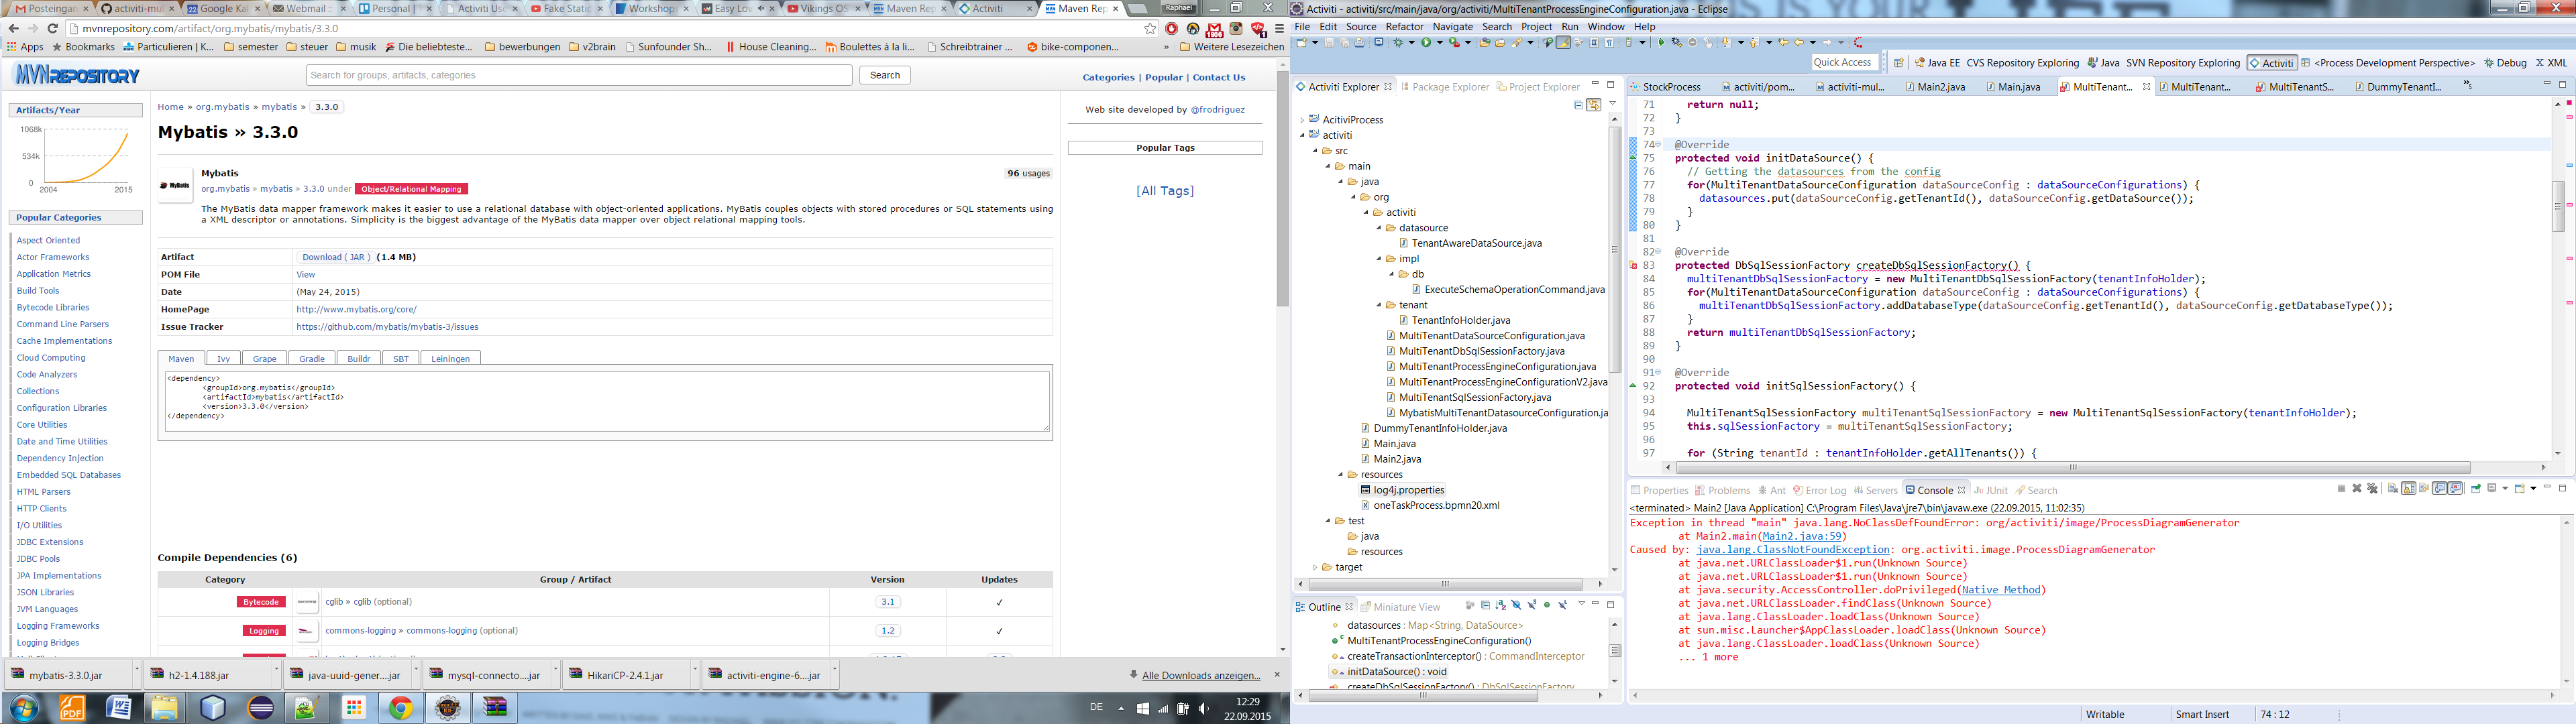 Posteingan
activiti-mul
Google Kal
Webmail ::
Personal |
Activiti Use
Fake Static
Workshops
Easy Lov
Vikings OS
Maven Rep
Activiti
Maven Rep
Raphael
mvnrepository.com/artifact/org.mybatis/mybatis/3.3.0
Apps
Bookmarks
Particulieren | K...
semester
steuer
musik
Die beliebteste...
bewerbungen
v2brain
Sunfounder Sh...
House Cleaning...
Boulettes à la li...
Schreibtrainer ...
bike-componen...
»
Weitere Lesezeichen
MVNREPOSITORY
Search for groups, artifacts, categories
Search
Categories | Popular | Contact Us
Artifacts/Year
1068k
534k
0
2004
2015
Popular Categories
Aspect Oriented
Actor Frameworks
Application Metrics
Build Tools
Bytecode Libraries
Command Line Parsers
Cache Implementations
Cloud Computing
Code Analyzers
Collections
Configuration Libraries
Core Utilities
Date and Time Utilities
Dependency Injection
Embedded SQL Databases
HTML Parsers
HTTP Clients
I/O Utilities
JDBC Extensions
JDBC Pools
JPA Implementations
JSON Libraries
JVM Languages
Logging Frameworks
Logging Bridges
Home » org.mybatis » mybatis » 3.3.0
Mybatis » 3.3.0
MyBatis
Mybatis
96 usages
org.mybatis » mybatis » 3.3.0 under Object/Relational Mapping
The MyBatis data mapper framework makes it easier to use a relational database with object-oriented applications. MyBatis couples objects with stored procedures or SQL statements using
a XML descriptor or annotations. Simplicity is the biggest advantage of the MyBatis data mapper over object relational mapping tools.
Artifact Download ( JAR ) (1.4 MB)
POM File View
Date (May 24, 2015)
HomePage http://www.mybatis.org/core/
Issue Tracker https://github.com/mybatis/mybatis-3/issues
Maven Ivy Grape Gradle Buildr SBT Leiningen
<dependency>
<groupId>org.mybatis</groupId>
<artifactId>mybatis</artifactId>
<version>3.3.0</version>
</dependency>
Compile Dependencies (6)
Category Group / Artifact Version Updates
Bytecode cglib » cglib (optional) 3.1 ✓
Logging commons-logging » commons-logging (optional) 1.2 ✓
Web site developed by @frodriguez
Popular Tags
[All Tags]
mybatis-3.3.0.jar
h2-1.4.188.jar
java-uuid-gener....jar
mysql-connecto....jar
HikariCP-2.4.1.jar
activiti-engine-6....jar
Alle Downloads anzeigen...
DE
12:29
22.09.2015
Activiti - activiti/src/main/java/org/activiti/MultiTenantProcessEngineConfiguration.java - Eclipse
File Edit Source Refactor Navigate Search Project Run Window Help
Quick Access
Java EE
CVS Repository Exploring
Java
SVN Repository Exploring
Activiti
<Process Development Perspective>
Debug
XML
Activiti Explorer
Package Explorer
Project Explorer
AcitiviProcess
activiti
src
main
java
org
activiti
datasource
TenantAwareDataSource.java
impl
db
ExecuteSchemaOperationCommand.java
tenant
TenantInfoHolder.java
MultiTenantDataSourceConfiguration.java
MultiTenantDbSqlSessionFactory.java
MultiTenantProcessEngineConfiguration.java
MultiTenantProcessEngineConfigurationV2.java
MultiTenantSqlSessionFactory.java
MybatisMultiTenantDatasourceConfiguration.ja
DummyTenantInfoHolder.java
Main.java
Main2.java
resources
log4j.properties
oneTaskProcess.bpmn20.xml
test
java
resources
target
Outline
Miniature View
datasources : Map<String, DataSource>
MultiTenantProcessEngineConfiguration()
createTransactionInterceptor() : CommandInterceptor
initDataSource() : void
createDbSqlSessionFactory() : DbSqlSessionFactory
StockProcess
activiti/pom...
activiti-mul...
Main2.java
Main.java
MultiTenant...
MultiTenant...
MultiTenantS...
DummyTenantI...
71 return null;
72 }
73
74 @Override
75 protected void initDataSource() {
76 // Getting the datasources from the config
77 for(MultiTenantDataSourceConfiguration dataSourceConfig : dataSourceConfigurations) {
78 datasources.put(dataSourceConfig.getTenantId(), dataSourceConfig.getDataSource());
79 }
80 }
81
82 @Override
83 protected DbSqlSessionFactory createDbSqlSessionFactory() {
84 multiTenantDbSqlSessionFactory = new MultiTenantDbSqlSessionFactory(tenantInfoHolder);
85 for(MultiTenantDataSourceConfiguration dataSourceConfig : dataSourceConfigurations) {
86 multiTenantDbSqlSessionFactory.addDatabaseType(dataSourceConfig.getTenantId(), dataSourceConfig.getDatabaseType());
87 }
88 return multiTenantDbSqlSessionFactory;
89 }
90
91 @Override
92 protected void initSqlSessionFactory() {
93
94 MultiTenantSqlSessionFactory multiTenantSqlSessionFactory = new MultiTenantSqlSessionFactory(tenantInfoHolder);
95 this.sqlSessionFactory = multiTenantSqlSessionFactory;
96
97 for (String tenantId : tenantInfoHolder.getAllTenants()) {
Properties
Problems
Ant
Error Log
Servers
Console
JUnit
Search
<terminated> Main2 [Java Application] C:\Program Files\Java\jre7\bin\javaw.exe (22.09.2015, 11:02:35)
Exception in thread "main" java.lang.NoClassDefFoundError: org/activiti/image/ProcessDiagramGenerator
at Main2.main(Main2.java:59)
Caused by: java.lang.ClassNotFoundException: org.activiti.image.ProcessDiagramGenerator
at java.net.URLClassLoader$1.run(Unknown Source)
at java.net.URLClassLoader$1.run(Unknown Source)
at java.security.AccessController.doPrivileged(Native Method)
at java.net.URLClassLoader.findClass(Unknown Source)
at java.lang.ClassLoader.loadClass(Unknown Source)
at sun.misc.Launcher$AppClassLoader.loadClass(Unknown Source)
at java.lang.ClassLoader.loadClass(Unknown Source)
... 1 more
Writable
Smart Insert
74 : 12